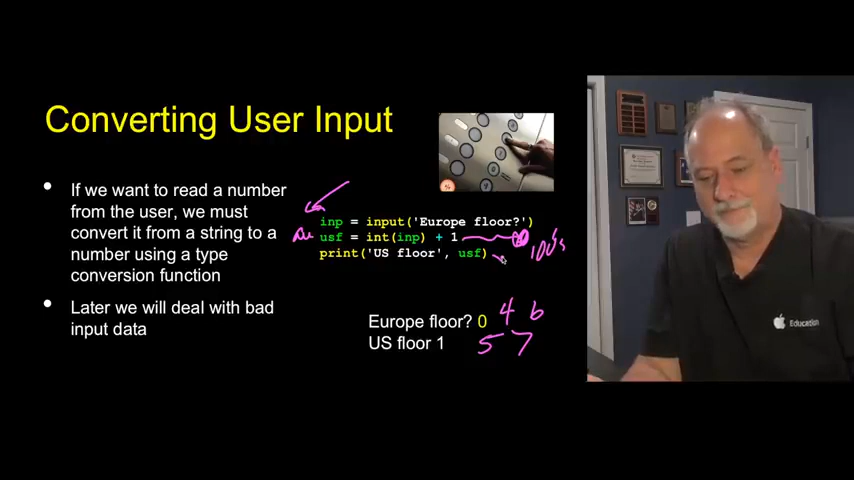 Converting User Input
• If we want to read a number
from the user, we must
convert it from a string to a
number using a type
conversion function
• Later we will deal with bad
input data
inp = input('Europe floor?')
usf = int(inp) + 1
print('US floor', usf)
100's
Europe floor? 0 4 6
US floor 1 5 7
Education